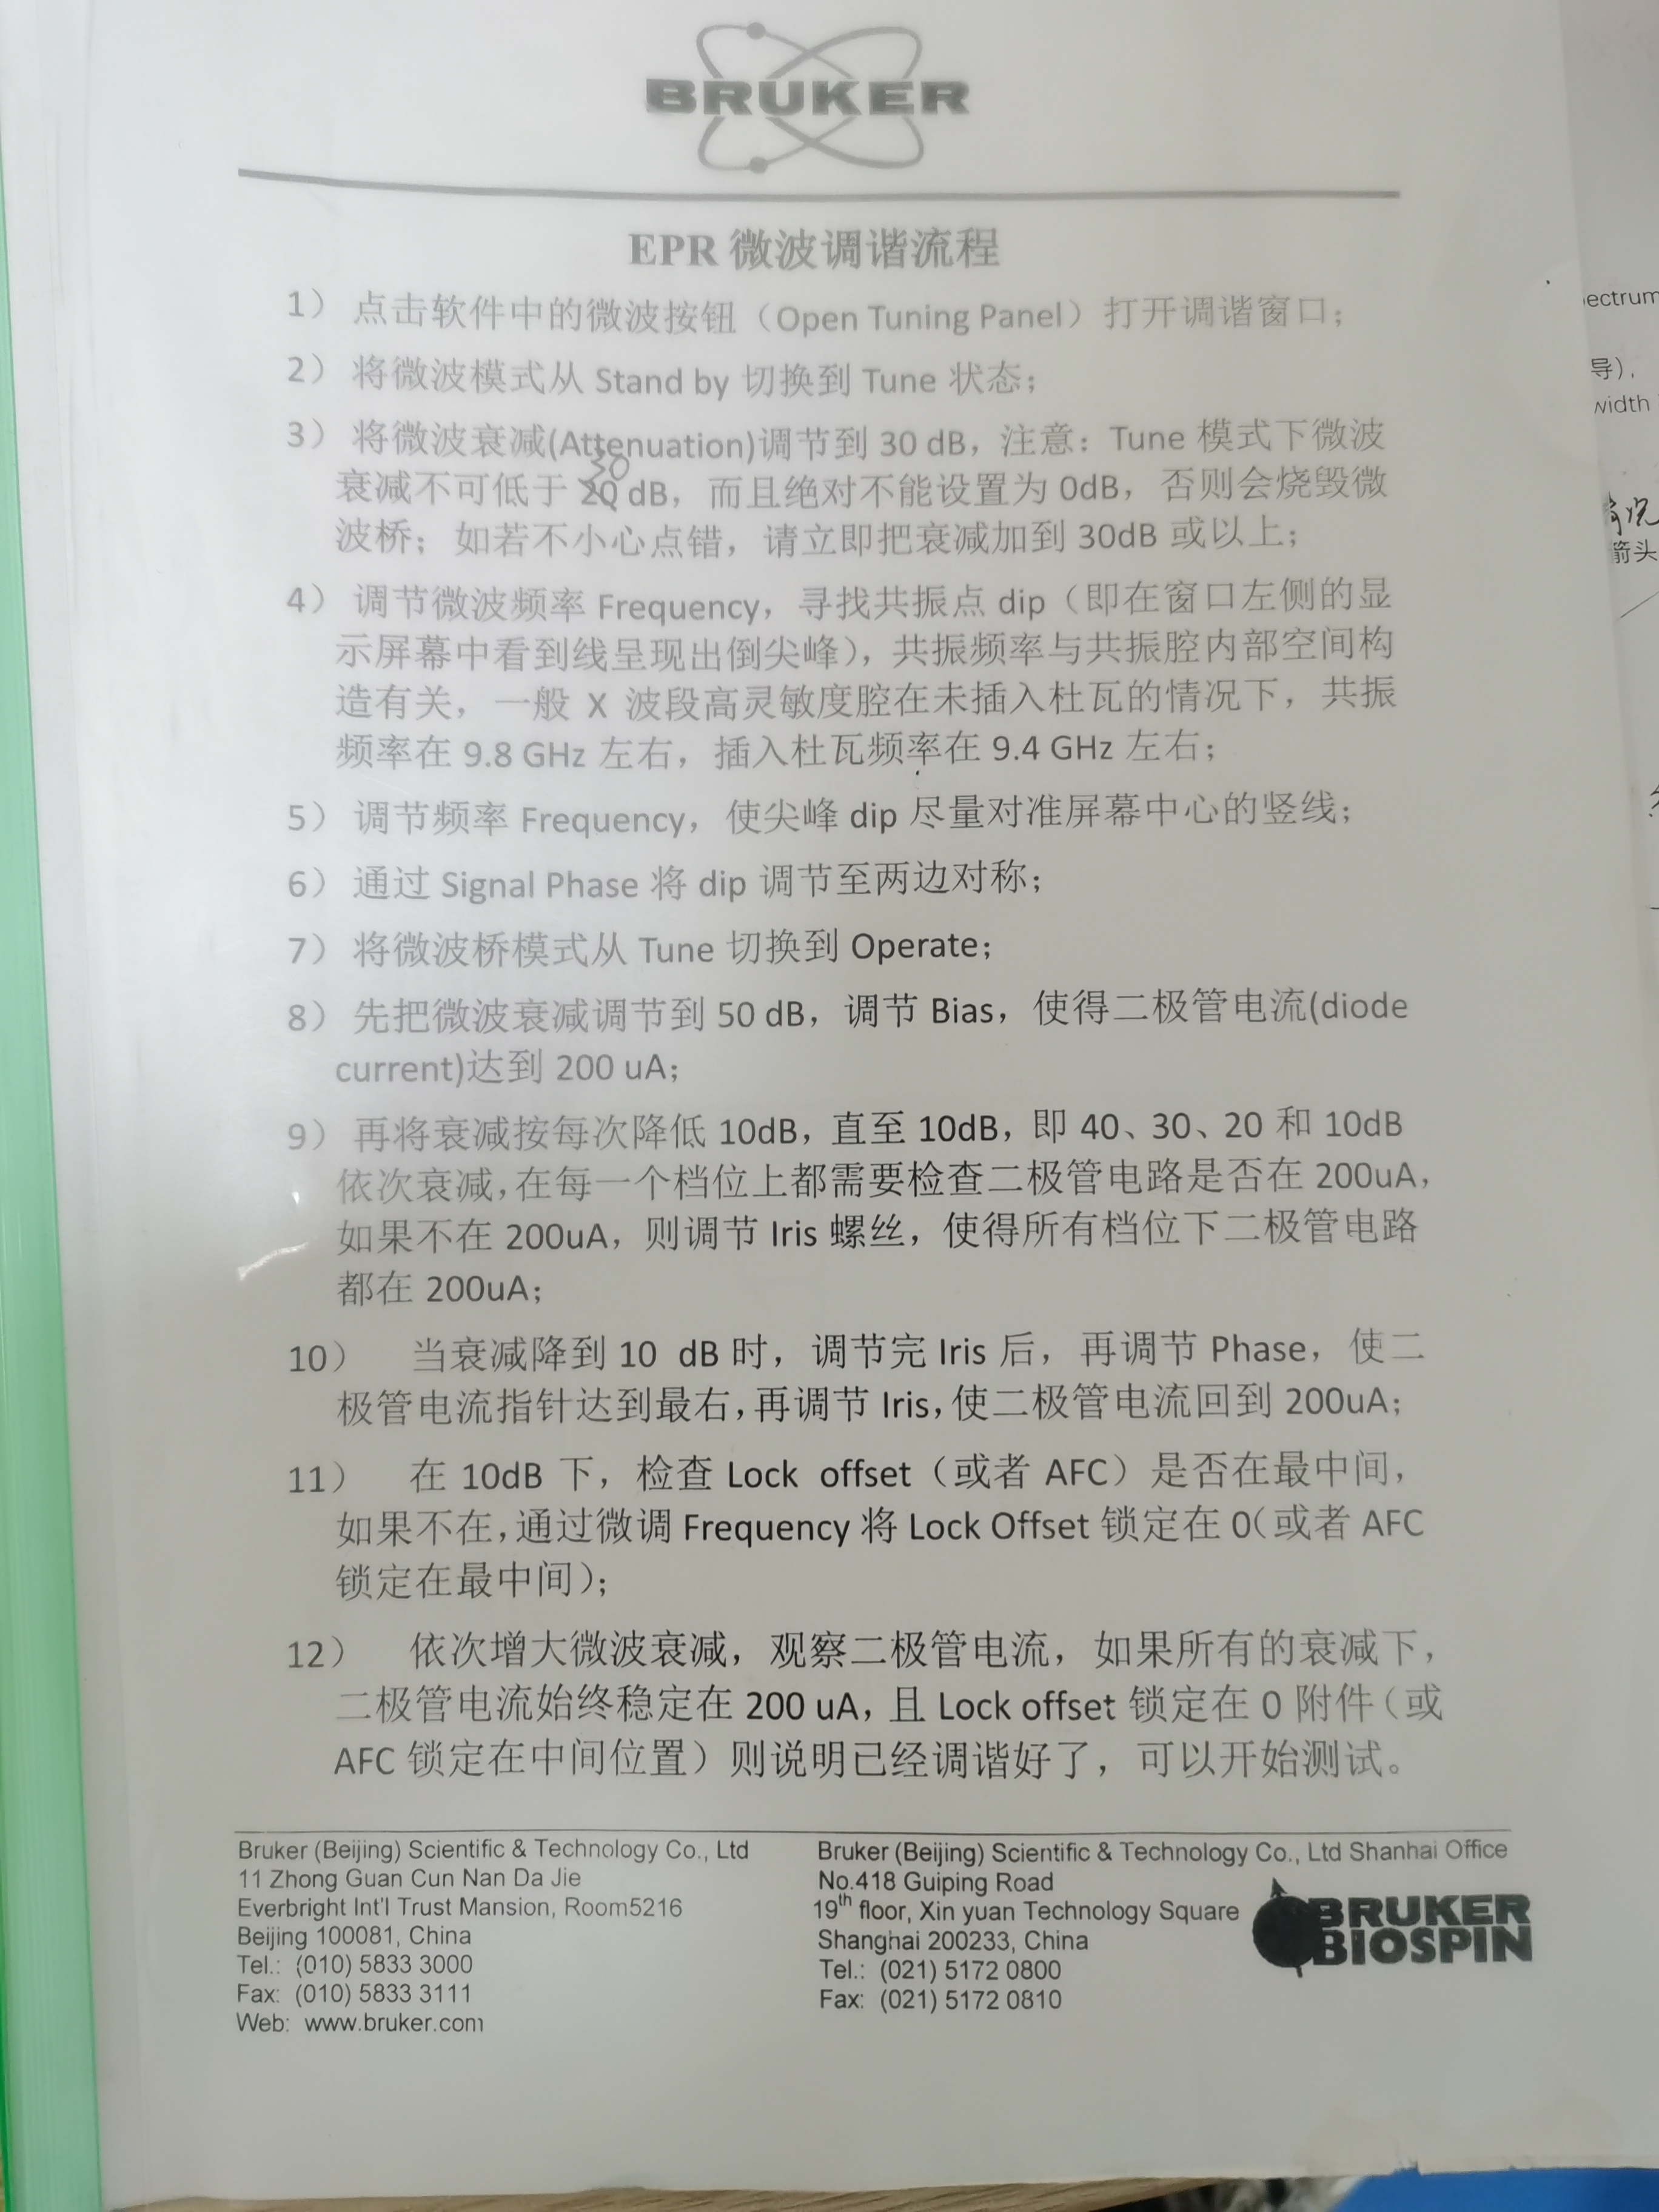 BRUKER
EPR 微波调谐流程
1） 点击软件中的微波按钮（Open Tuning Panel）打开调谐窗口；
2） 将微波模式从 Stand by 切换到 Tune 状态；
3） 将微波衰减(Attenuation)调节到 30 dB，注意：Tune 模式下微波
30
衰减不可低于 20 dB，而且绝对不能设置为 0dB，否则会烧毁微
波桥；如若不小心点错，请立即把衰减加到 30dB 或以上；
4） 调节微波频率 Frequency，寻找共振点 dip（即在窗口左侧的显
示屏幕中看到线呈现出倒尖峰），共振频率与共振腔内部空间构
造有关，一般 X 波段高灵敏度腔在未插入杜瓦的情况下，共振
频率在 9.8 GHz 左右，插入杜瓦频率在 9.4 GHz 左右；
5） 调节频率 Frequency，使尖峰 dip 尽量对准屏幕中心的竖线；
6） 通过 Signal Phase 将 dip 调节至两边对称；
7） 将微波桥模式从 Tune 切换到 Operate；
8） 先把微波衰减调节到 50 dB，调节 Bias，使得二极管电流(diode
current)达到 200 uA；
9） 再将衰减按每次降低 10dB，直至 10dB，即 40、30、20 和 10dB
依次衰减，在每一个档位上都需要检查二极管电路是否在 200uA，
如果不在 200uA，则调节 Iris 螺丝，使得所有档位下二极管电路
都在 200uA；
10） 当衰减降到 10 dB 时，调节完 Iris 后，再调节 Phase，使二
极管电流指针达到最右，再调节 Iris，使二极管电流回到 200uA；
11） 在 10dB 下，检查 Lock offset（或者 AFC）是否在最中间，
如果不在，通过微调 Frequency 将 Lock Offset 锁定在 0（或者 AFC
锁定在最中间）；
12） 依次增大微波衰减，观察二极管电流，如果所有的衰减下，
二极管电流始终稳定在 200 uA，且 Lock offset 锁定在 0 附件（或
AFC 锁定在中间位置）则说明已经调谐好了，可以开始测试。
Bruker (Beijing) Scientific & Technology Co., Ltd
11 Zhong Guan Cun Nan Da Jie
Everbright Int'l Trust Mansion, Room5216
Beijing 100081, China
Tel.: (010) 5833 3000
Fax: (010) 5833 3111
Web: www.bruker.com
Bruker (Beijing) Scientific & Technology Co., Ltd Shanhai Office
No.418 Guiping Road
19th floor, Xin yuan Technology Square
Shanghai 200233, China
Tel.: (021) 5172 0800
Fax: (021) 5172 0810
BRUKER
BIOSPIN
ectrum
导),
width
箭头